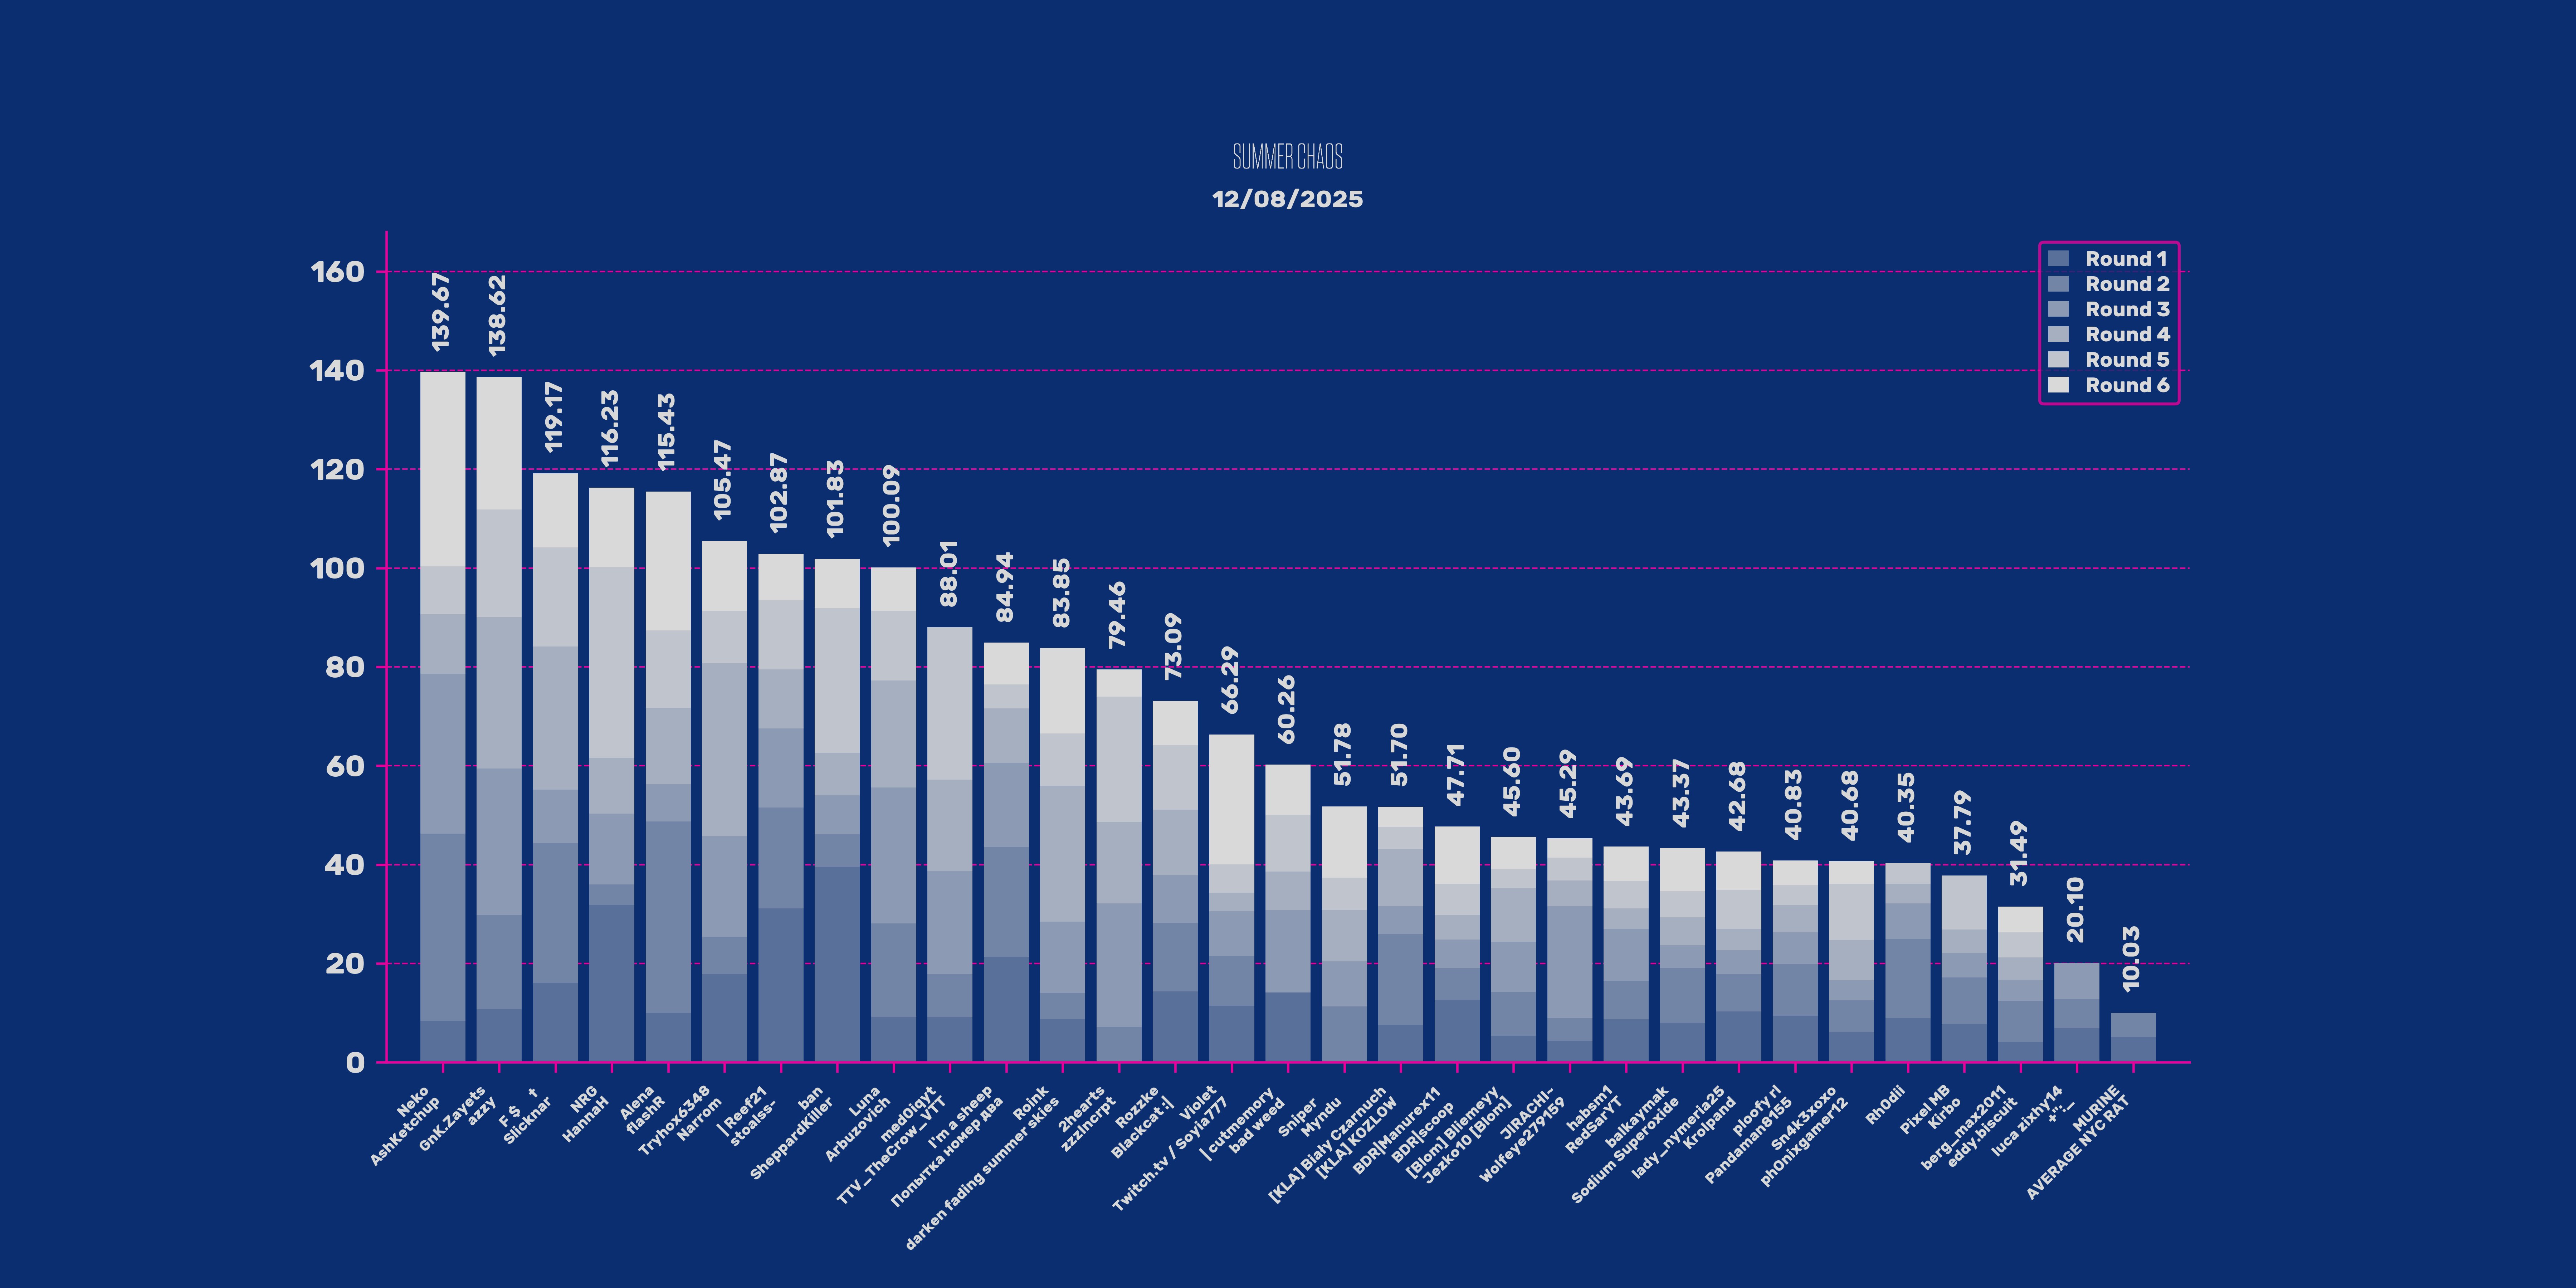 SUMMER CHAOS
12/08/2025
Round 1
Round 2
Round 3
Round 4
Round 5
Round 6
160
140
120
100
80
60
40
20
0
139.67
138.62
119.17
116.23
115.43
105.47
102.87
101.83
100.09
88.01
84.94
83.85
79.46
73.09
66.29
60.26
51.78
51.70
47.71
45.60
45.29
43.69
43.37
42.68
40.83
40.68
40.35
37.79
31.49
20.10
10.03
Neko
AshKetchup
GnK.Zayets
azzy
F $ t
Slicknar
NRG
HannaH
Alena
flashR
Tryhox6348
Narrom
|Reef21
stoalss-
ban
SheppardKiller
Luna
Arbuzovich
med0iqyt
TTV_TheCrow_VTT
I'm a sheep
Попытка номер два
Roink
darken fading summer skies
2hearts
zzzincrpt
Rozzke
Blackcat:|
Violet
Twitch.tv / Soyia777
| cutmemory
bad weed
Sniper
Myndu
[KLA] Biały Czarnuch
[KLA] KOZLOW
BDR|Manurex11
BDR|scoop
[Blom] Bliemeyy
Jezko10 [Blom]
JIRACHI-
Wolfeye279159
habsm1
RedSarYT
balkaymak
Sodium Superoxide
lady_nymeria25
Krolpand
ploofy rl
Pandaman8155
Sn4k3xoxo
ph0nixgamer12
Rh0dii
Pixel MB
Kirbo
berg_max2011
eddy.biscuit
luca zixhy14
+";._
MURINE
AVERAGE NYC RAT